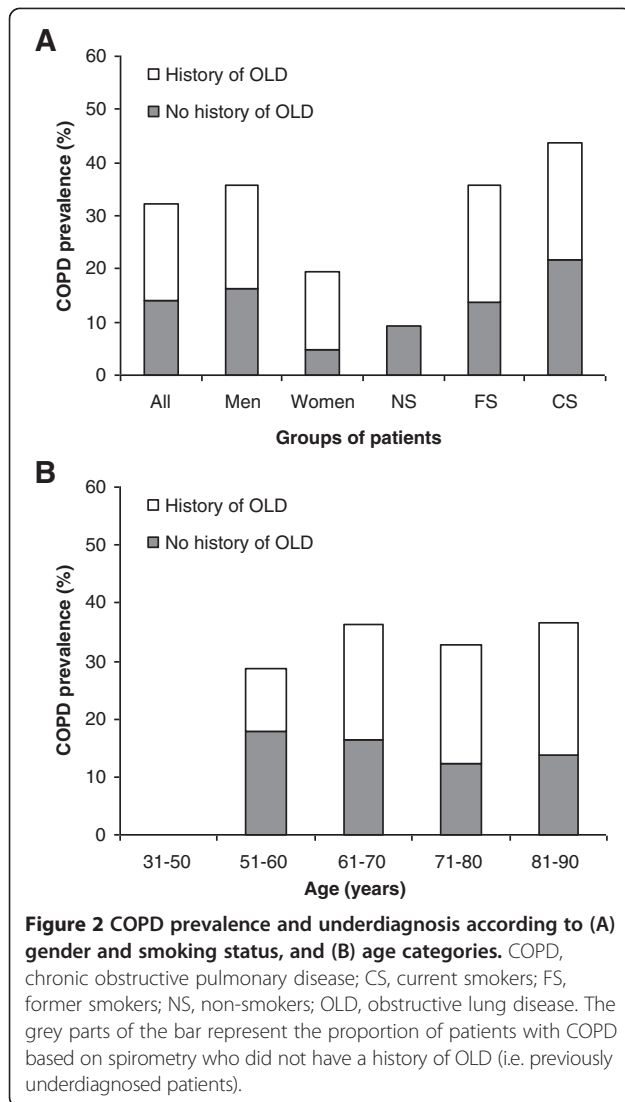 A
60
50
40
30
20
10
0
COPD prevalence (%)
History of OLD
No history of OLD
All Men Women NS FS CS
Groups of patients
B
60
50
40
30
20
10
0
COPD prevalence (%)
History of OLD
No history of OLD
31-50 51-60 61-70 71-80 81-90
Age (years)
Figure 2 COPD prevalence and underdiagnosis according to (A)
gender and smoking status, and (B) age categories. COPD,
chronic obstructive pulmonary disease; CS, current smokers; FS,
former smokers; NS, non-smokers; OLD, obstructive lung disease. The
grey parts of the bar represent the proportion of patients with COPD
based on spirometry who did not have a history of OLD (i.e. previously
underdiagnosed patients).